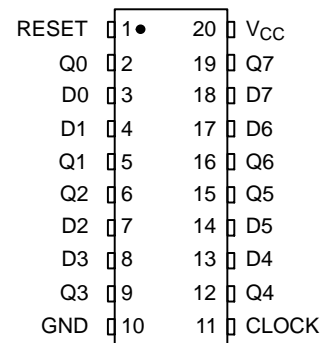 RESET 1 20 VCC
Q0 2 19 Q7
D0 3 18 D7
D1 4 17 D6
Q1 5 16 Q6
Q2 6 15 Q5
D2 7 14 D5
D3 8 13 D4
Q3 9 12 Q4
GND 10 11 CLOCK